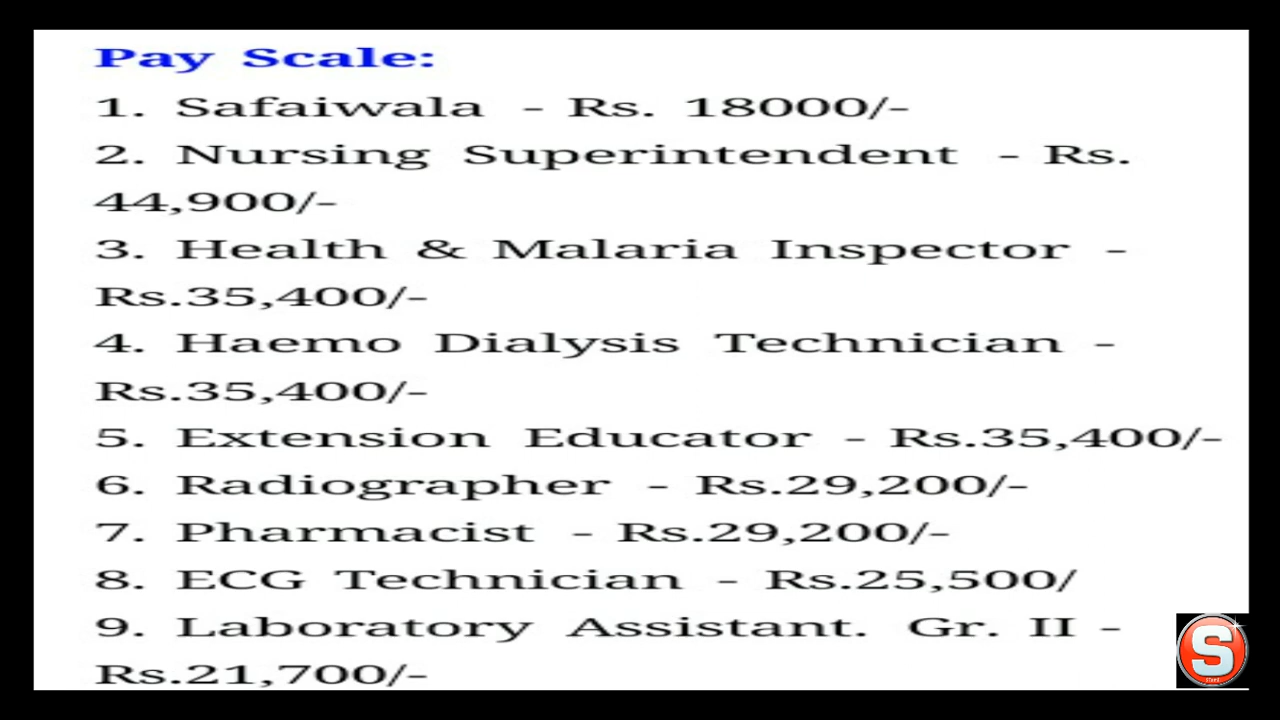 Pay Scale:
1. Safaiwala - Rs. 18000/-
2. Nursing Superintendent - Rs.
44,900/-
3. Health & Malaria Inspector -
Rs.35,400/-
4. Haemo Dialysis Technician -
Rs.35,400/-
5. Extension Educator - Rs.35,400/-
6. Radiographer - Rs.29,200/-
7. Pharmacist - Rs.29,200/-
8. ECG Technician - Rs.25,500/
9. Laboratory Assistant. Gr. II -
Rs.21,700/-
S